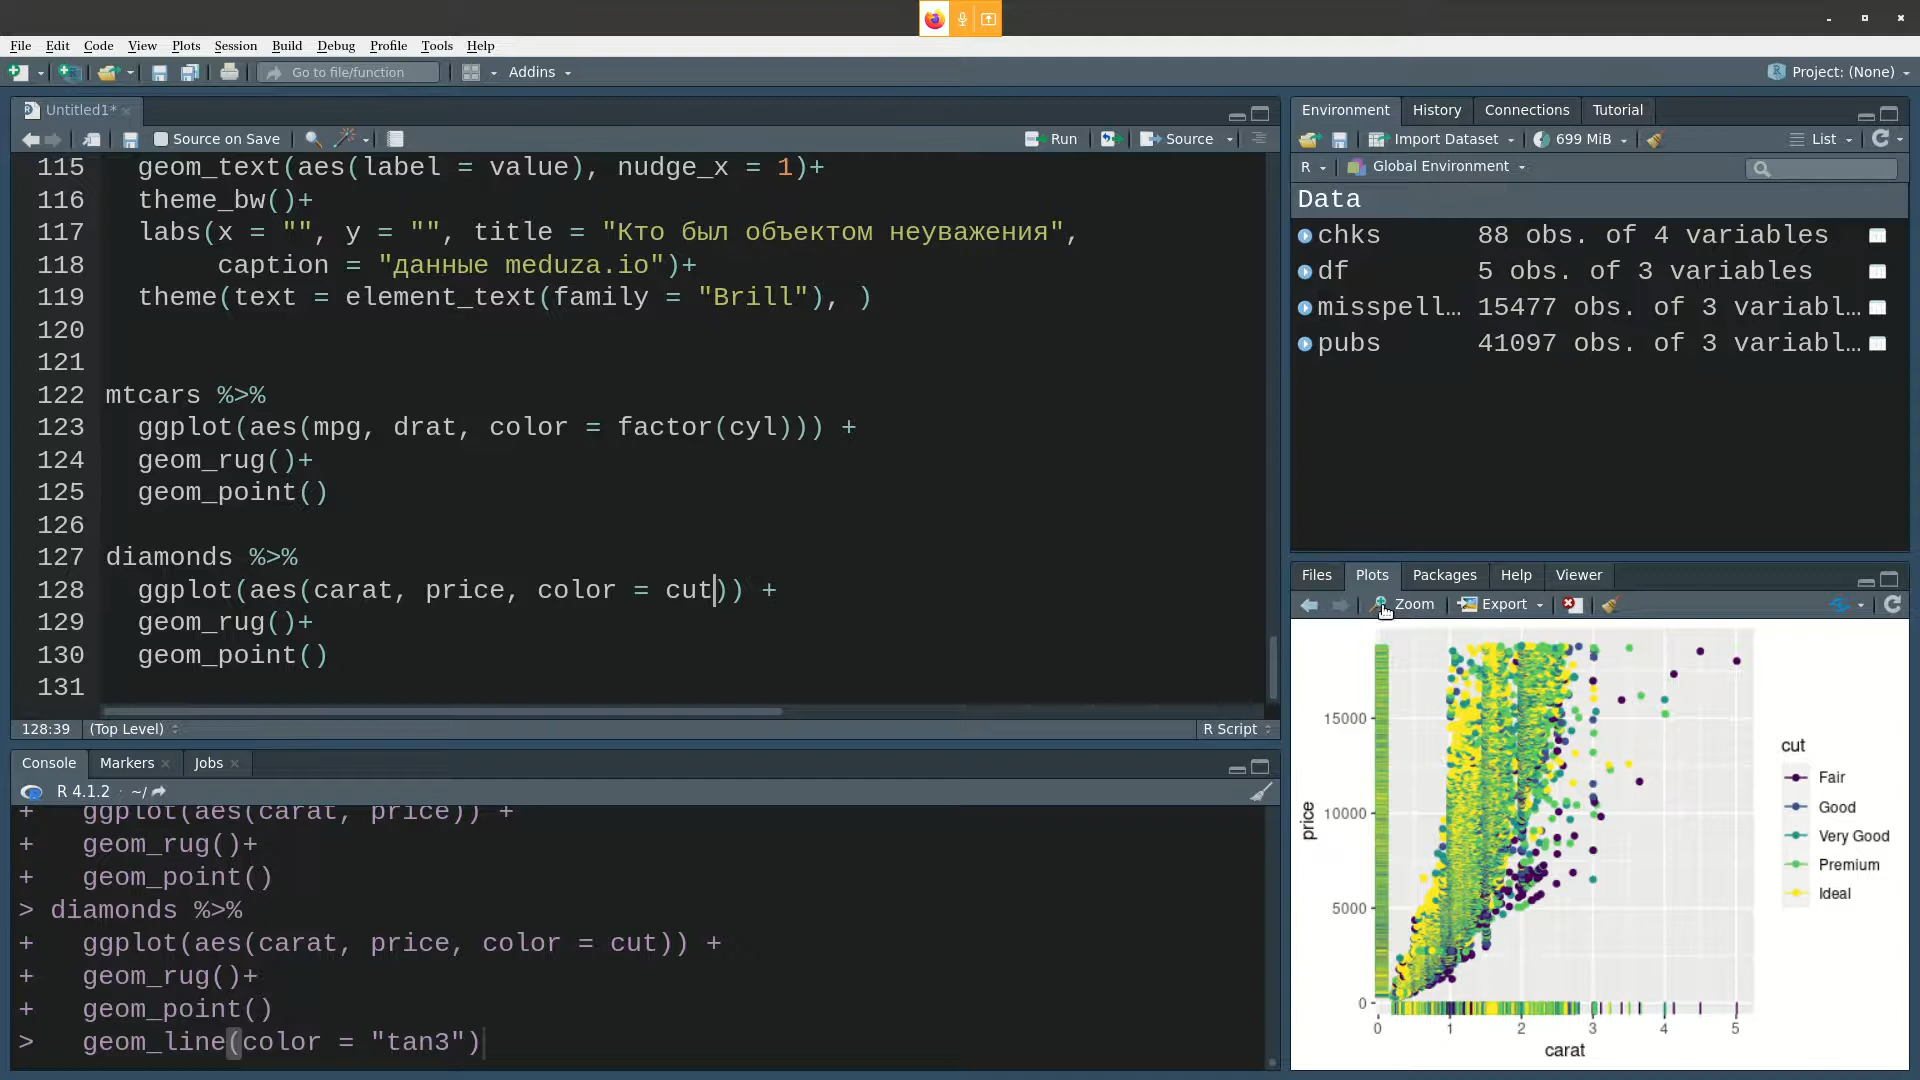 File Edit Code View Plots Session Build Debug Profile Tools Help
Go to file/function Addins Project: (None)
Untitled1*
Source on Save Run Source
115 geom_text(aes(label = value), nudge_x = 1)+
116 theme_bw()+
117 labs(x = "", y = "", title = "Кто был объектом неуважения",
118 caption = "данные meduza.io")+
119 theme(text = element_text(family = "Brill"), )
120
121
122 mtcars %>%
123 ggplot(aes(mpg, drat, color = factor(cyl))) +
124 geom_rug()+
125 geom_point()
126
127 diamonds %>%
128 ggplot(aes(carat, price, color = cut)) +
129 geom_rug()+
130 geom_point()
131
128:39 (Top Level) R Script
Console Markers Jobs
R 4.1.2 · ~/
+ ggplot(aes(carat, price)) +
+ geom_rug()+
+ geom_point()
> diamonds %>%
+ ggplot(aes(carat, price, color = cut)) +
+ geom_rug()+
+ geom_point()
> geom_line(color = "tan3")
Environment History Connections Tutorial
Import Dataset 699 MiB List
R Global Environment
Data
chks 88 obs. of 4 variables
df 5 obs. of 3 variables
misspell… 15477 obs. of 3 variabl…
pubs 41097 obs. of 3 variabl…
Files Plots Packages Help Viewer
Zoom Export
15000
10000
5000
0
price
0 1 2 3 4 5
carat
cut
Fair
Good
Very Good
Premium
Ideal